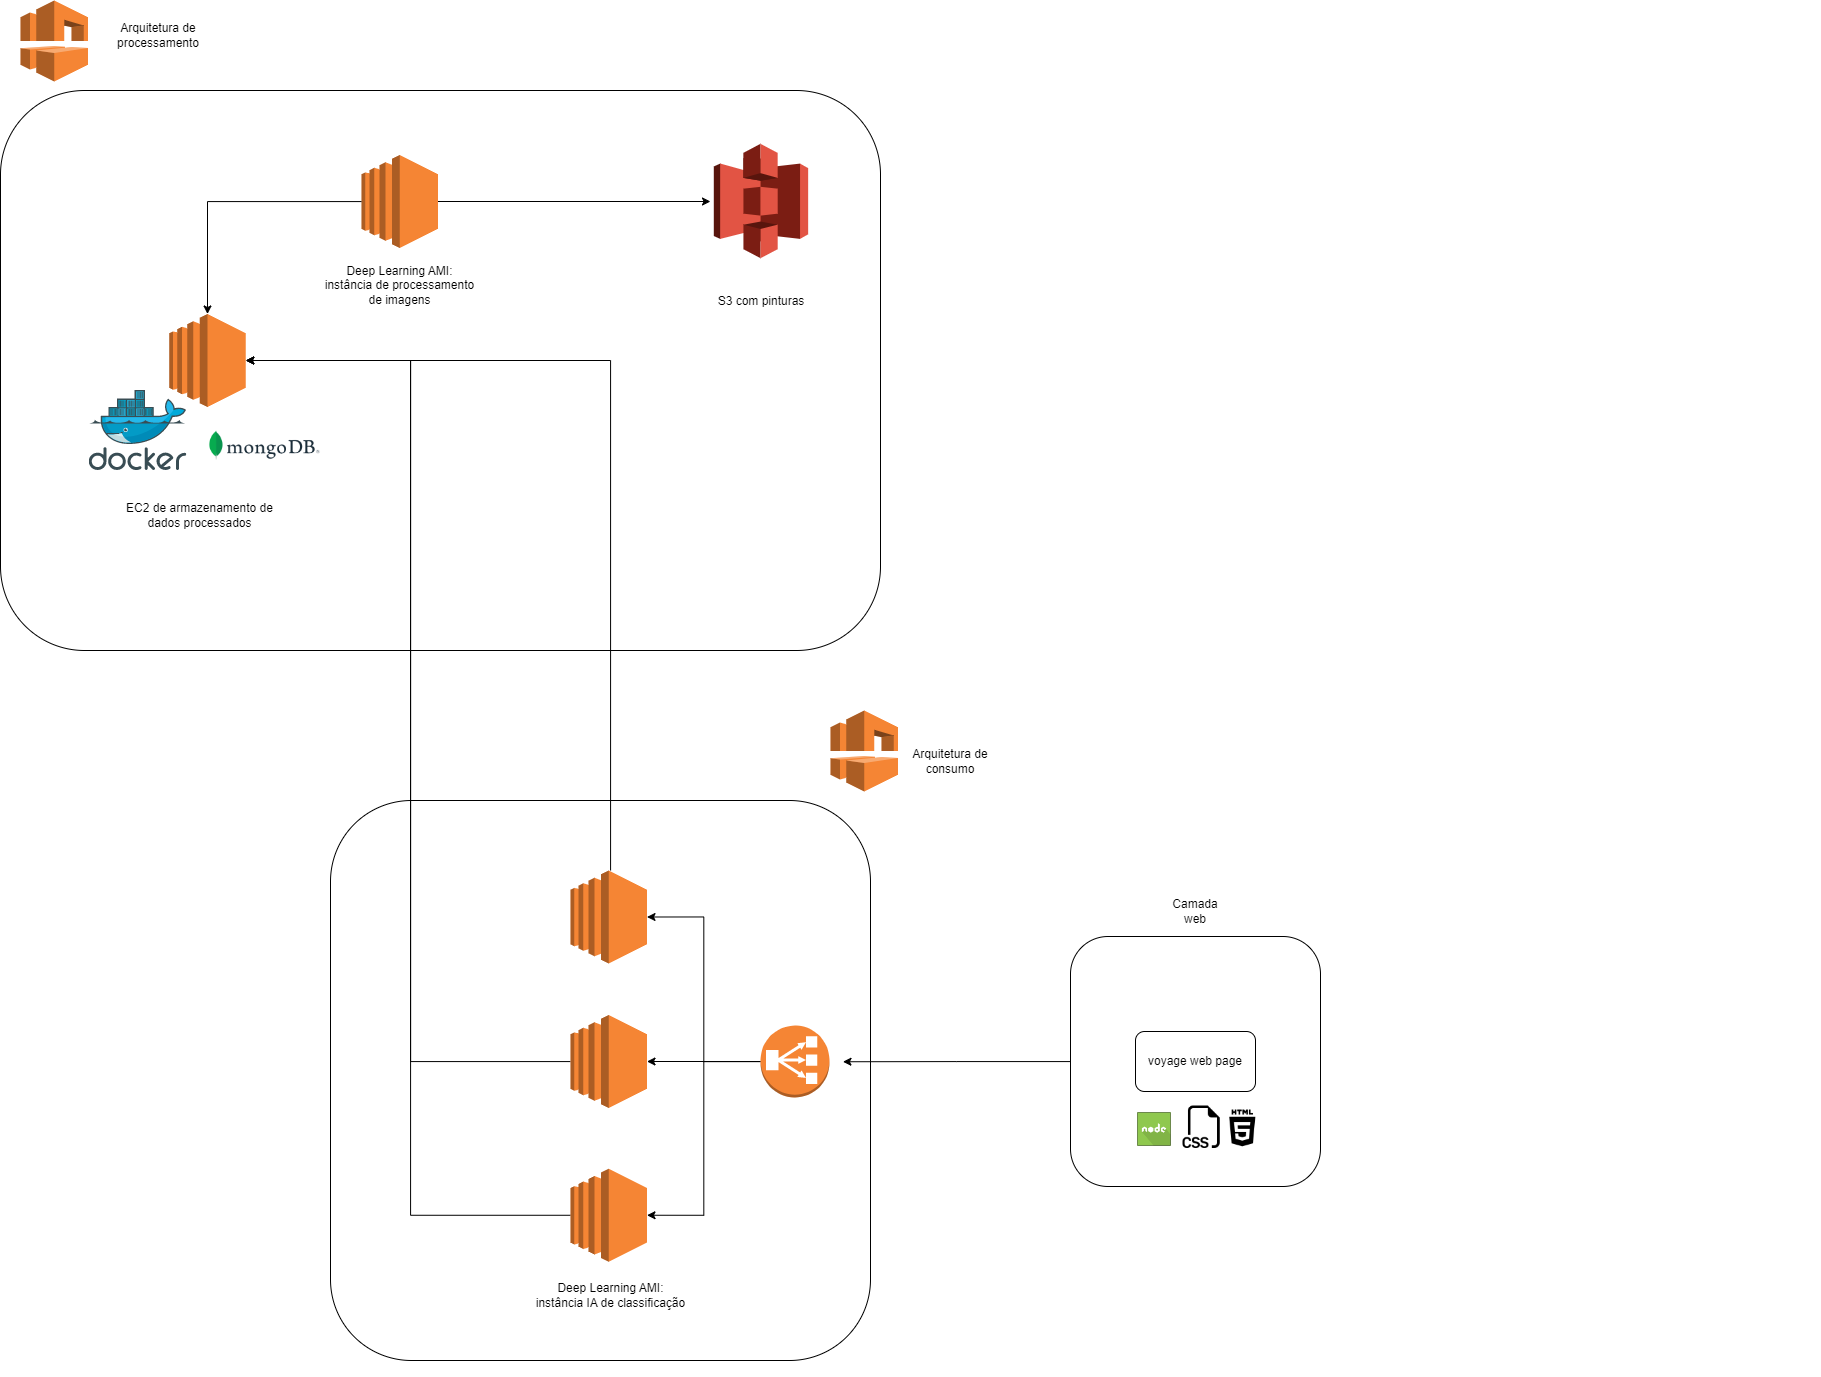 Arquitetura de
processamento
Deep Learning AMI:
instância de processamento
de imagens
S3 com pinturas
docker
mongoDB.
EC2 de armazenamento de
dados processados
Arquitetura de
consumo
Camada
web
voyage web page
node
CSS
HTML
5
Deep Learning AMI:
instância IA de classificação